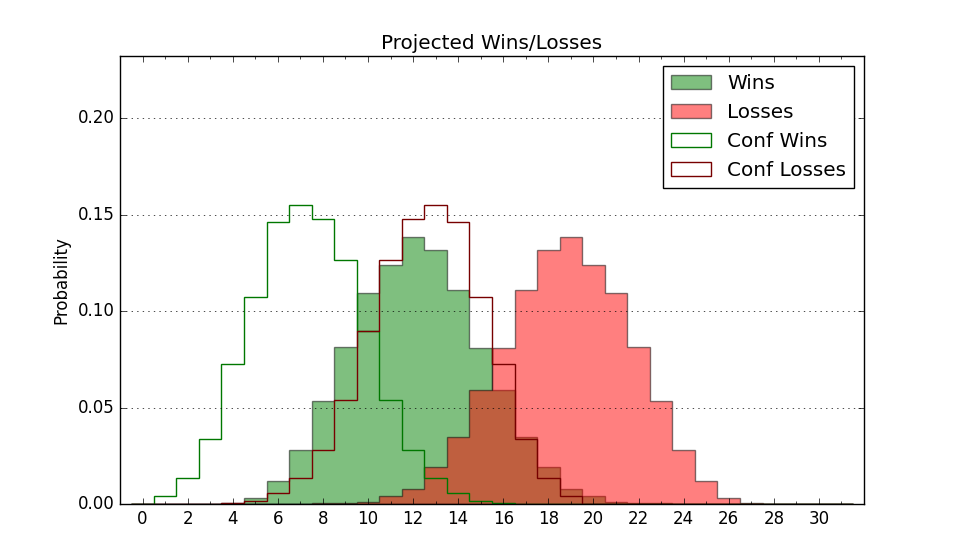 Projected Wins/Losses
Wins
Losses
Conf Wins
Conf Losses
Probability
0.20
0.15
0.10
0.05
0.00
0 2 4 6 8 10 12 14 16 18 20 22 24 26 28 30